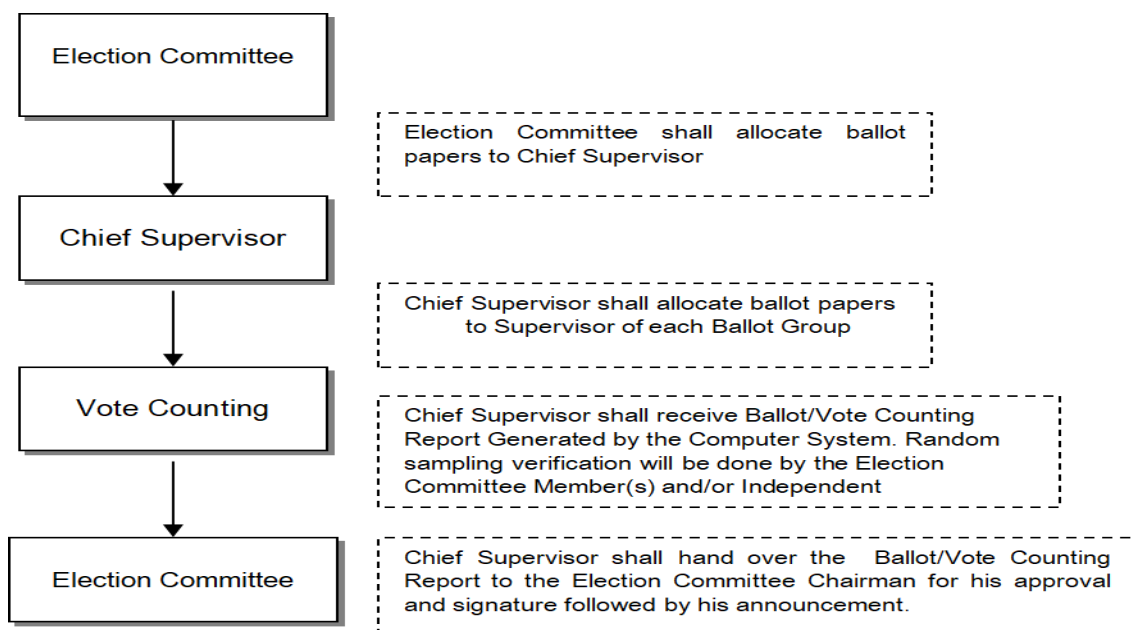 Election Committee
Election Committee shall allocate ballot
papers to Chief Supervisor
Chief Supervisor
Chief Supervisor shall allocate ballot papers
to Supervisor of each Ballot Group
Vote Counting
Chief Supervisor shall receive Ballot/Vote Counting
Report Generated by the Computer System. Random
sampling verification will be done by the Election
Committee Member(s) and/or Independent
Election Committee
Chief Supervisor shall hand over the Ballot/Vote Counting
Report to the Election Committee Chairman for his approval
and signature followed by his announcement.